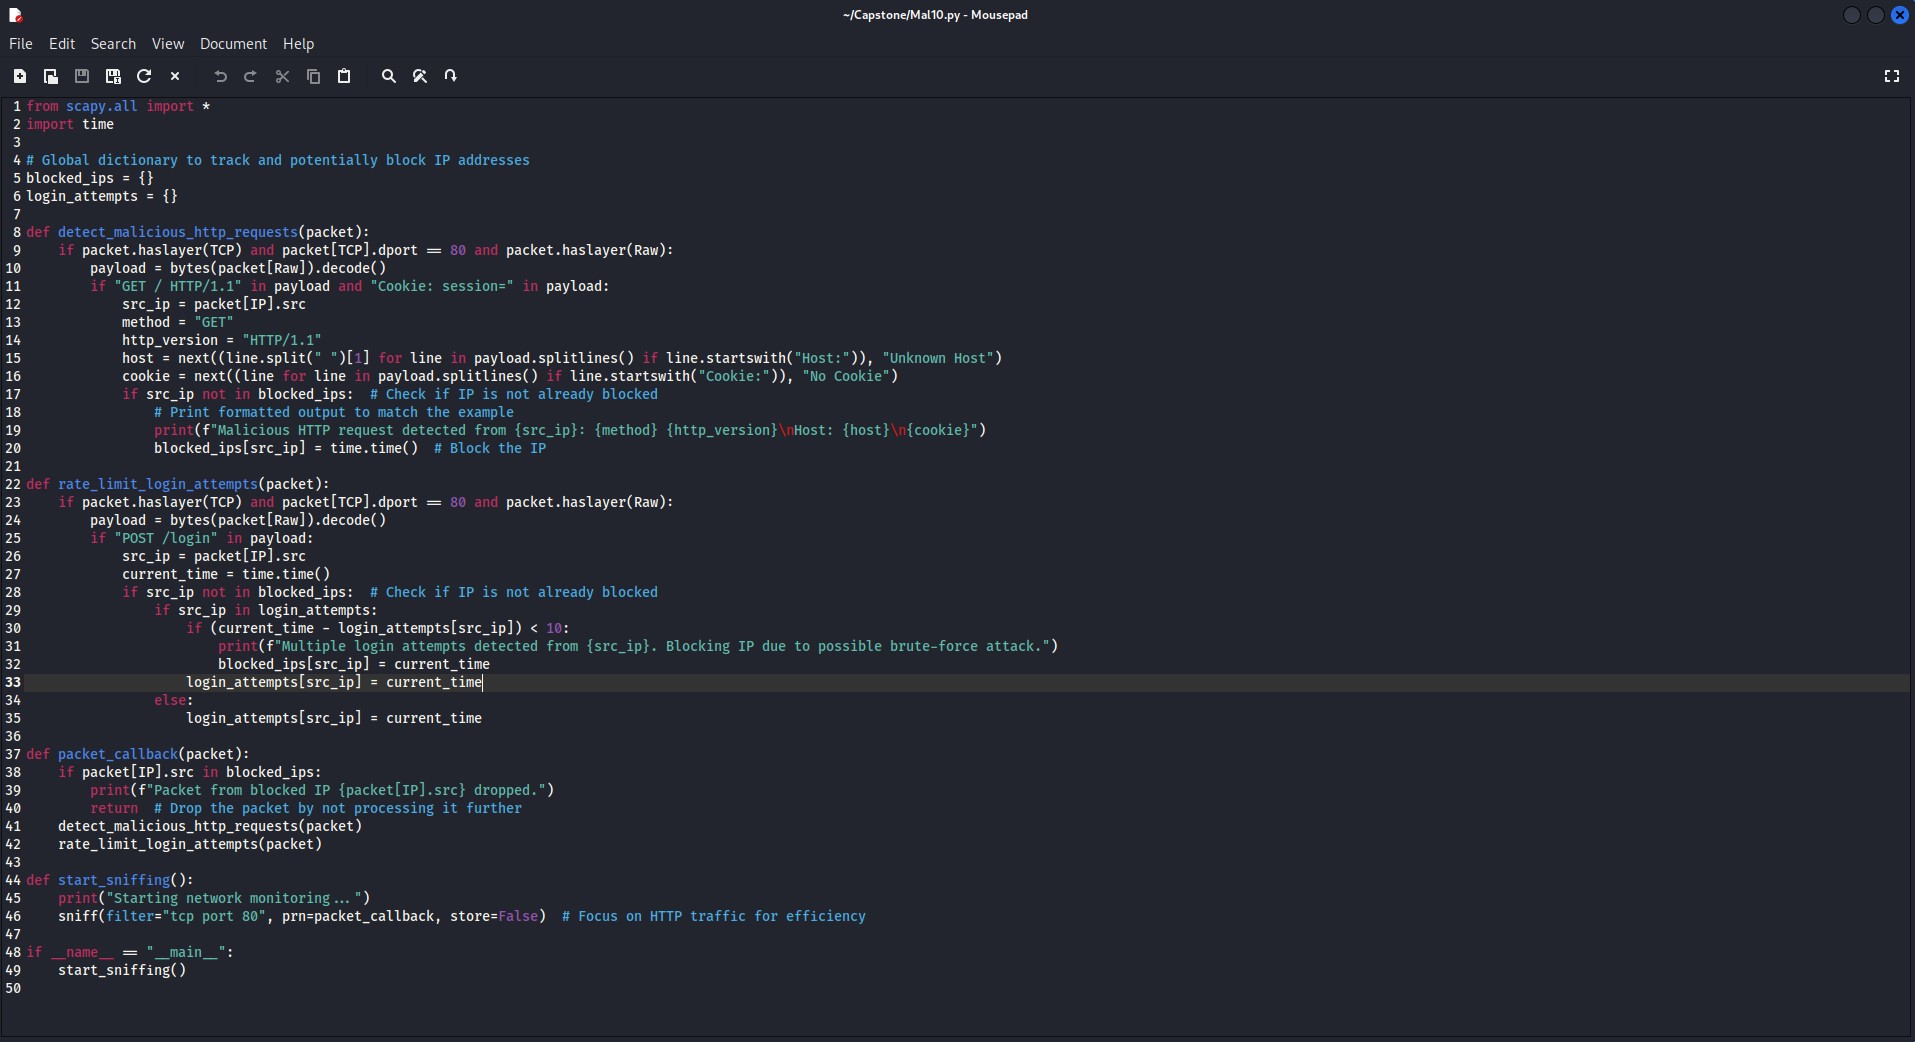 ~/Capstone/Mal10.py - Mousepad
File Edit Search View Document Help
1 from scapy.all import *
2 import time
3
4 # Global dictionary to track and potentially block IP addresses
5 blocked_ips = {}
6 login_attempts = {}
7
8 def detect_malicious_http_requests(packet):
9     if packet.haslayer(TCP) and packet[TCP].dport == 80 and packet.haslayer(Raw):
10         payload = bytes(packet[Raw]).decode()
11         if "GET / HTTP/1.1" in payload and "Cookie: session=" in payload:
12             src_ip = packet[IP].src
13             method = "GET"
14             http_version = "HTTP/1.1"
15             host = next((line.split(" ")[1] for line in payload.splitlines() if line.startswith("Host:")), "Unknown Host")
16             cookie = next((line for line in payload.splitlines() if line.startswith("Cookie:")), "No Cookie")
17             if src_ip not in blocked_ips:  # Check if IP is not already blocked
18                 # Print formatted output to match the example
19                 print(f"Malicious HTTP request detected from {src_ip}: {method} {http_version}\nHost: {host}\n{cookie}")
20                 blocked_ips[src_ip] = time.time()  # Block the IP
21
22 def rate_limit_login_attempts(packet):
23     if packet.haslayer(TCP) and packet[TCP].dport == 80 and packet.haslayer(Raw):
24         payload = bytes(packet[Raw]).decode()
25         if "POST /login" in payload:
26             src_ip = packet[IP].src
27             current_time = time.time()
28             if src_ip not in blocked_ips:  # Check if IP is not already blocked
29                 if src_ip in login_attempts:
30                     if (current_time - login_attempts[src_ip]) < 10:
31                         print(f"Multiple login attempts detected from {src_ip}. Blocking IP due to possible brute-force attack.")
32                         blocked_ips[src_ip] = current_time
33                     login_attempts[src_ip] = current_time
34                 else:
35                     login_attempts[src_ip] = current_time
36
37 def packet_callback(packet):
38     if packet[IP].src in blocked_ips:
39         print(f"Packet from blocked IP {packet[IP].src} dropped.")
40         return  # Drop the packet by not processing it further
41     detect_malicious_http_requests(packet)
42     rate_limit_login_attempts(packet)
43
44 def start_sniffing():
45     print("Starting network monitoring...")
46     sniff(filter="tcp port 80", prn=packet_callback, store=False)  # Focus on HTTP traffic for efficiency
47
48 if __name__ == "__main__":
49     start_sniffing()
50